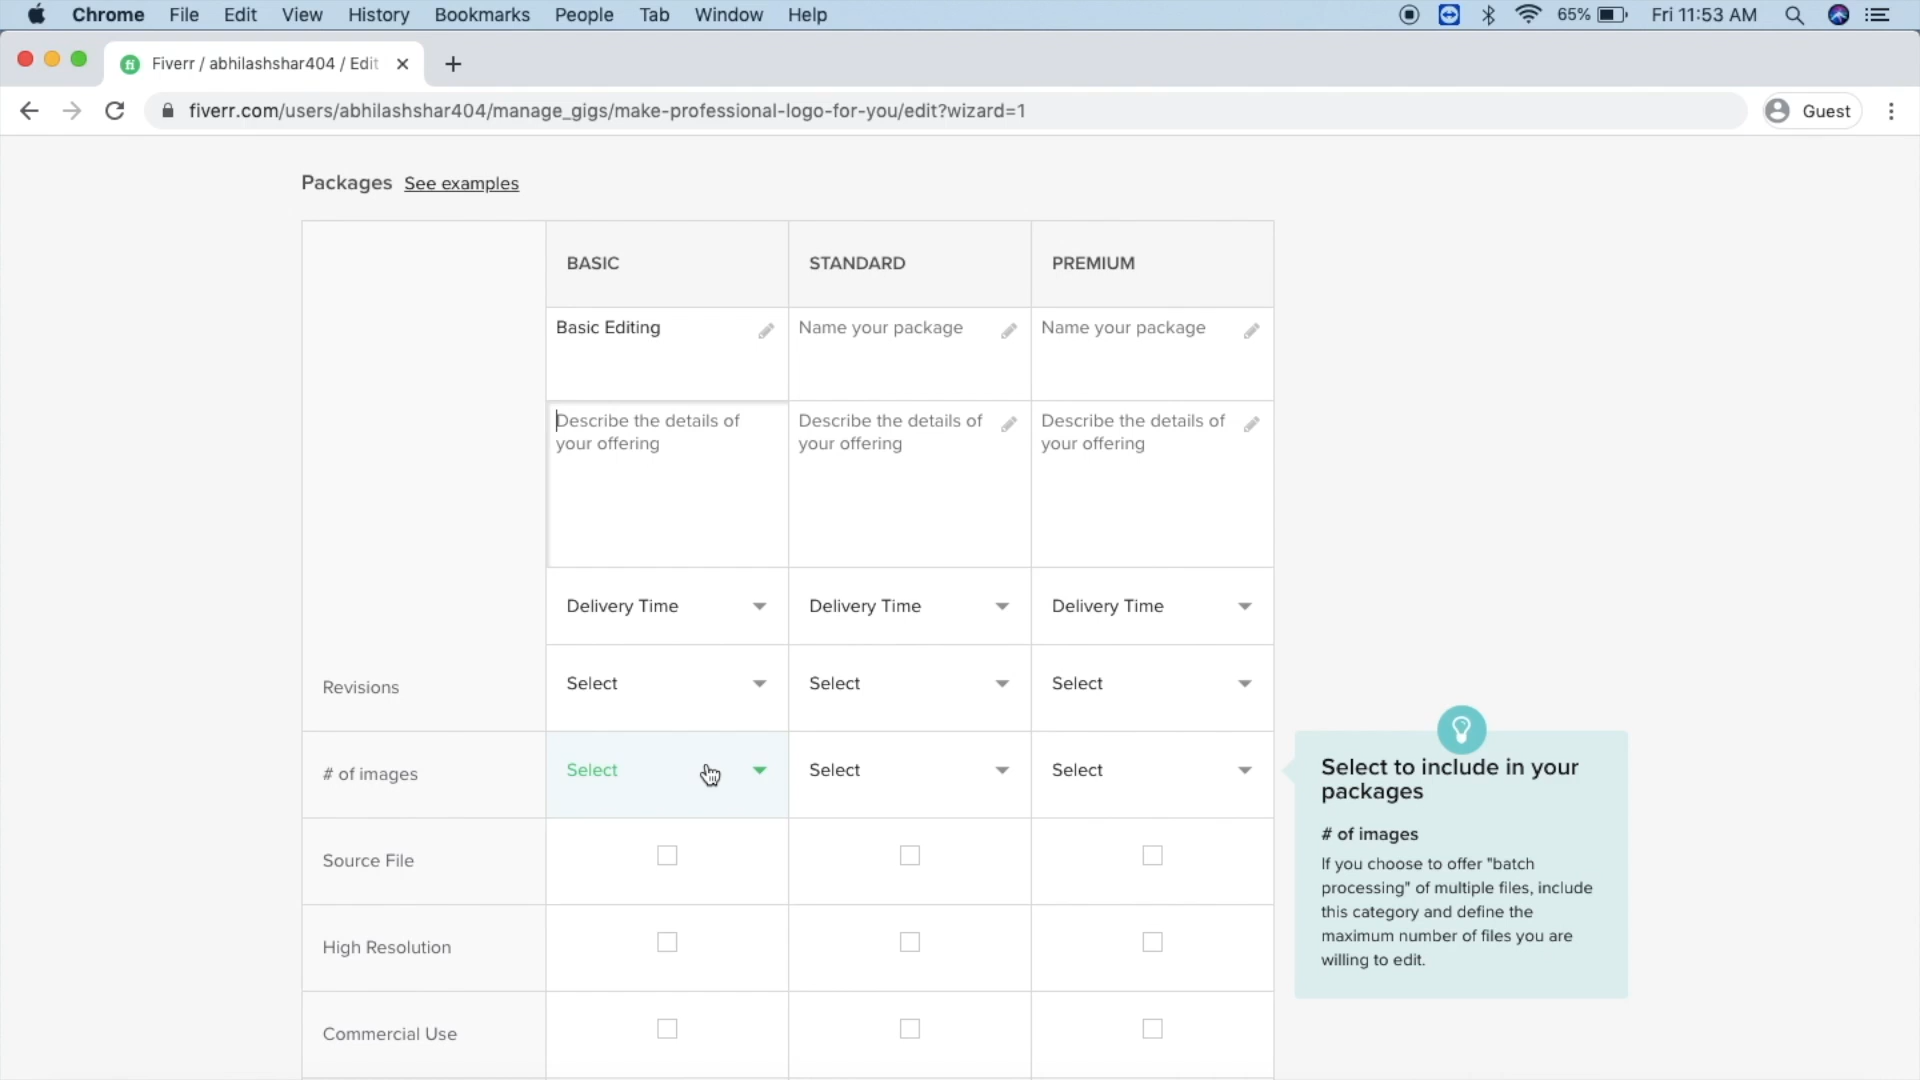 Chrome File Edit View History Bookmarks People Tab Window Help 65% Fri 11:53 AM
Fiverr / abhilashshar404 / Edit
fiverr.com/users/abhilashshar404/manage_gigs/make-professional-logo-for-you/edit?wizard=1 Guest
Packages See examples
BASIC STANDARD PREMIUM
Basic Editing Name your package Name your package
Describe the details of Describe the details of Describe the details of
your offering your offering your offering
Delivery Time Delivery Time Delivery Time
Revisions Select Select Select
# of images Select Select Select
Source File
High Resolution
Commercial Use
Select to include in your
packages
# of images
If you choose to offer "batch
processing" of multiple files, include
this category and define the
maximum number of files you are
willing to edit.